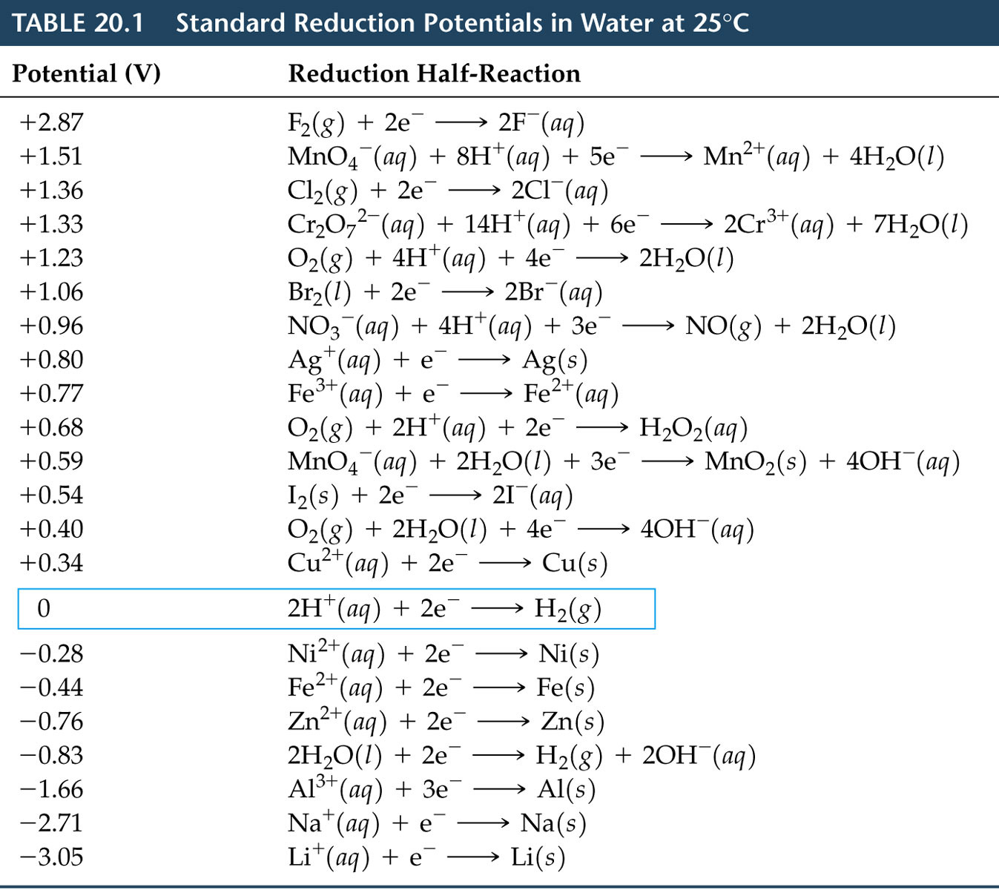 TABLE 20.1 Standard Reduction Potentials in Water at 25°C
Potential (V) Reduction Half-Reaction
+2.87 F₂(g) + 2e⁻ ⟶ 2F⁻(aq)
+1.51 MnO₄⁻(aq) + 8H⁺(aq) + 5e⁻ ⟶ Mn²⁺(aq) + 4H₂O(l)
+1.36 Cl₂(g) + 2e⁻ ⟶ 2Cl⁻(aq)
+1.33 Cr₂O₇²⁻(aq) + 14H⁺(aq) + 6e⁻ ⟶ 2Cr³⁺(aq) + 7H₂O(l)
+1.23 O₂(g) + 4H⁺(aq) + 4e⁻ ⟶ 2H₂O(l)
+1.06 Br₂(l) + 2e⁻ ⟶ 2Br⁻(aq)
+0.96 NO₃⁻(aq) + 4H⁺(aq) + 3e⁻ ⟶ NO(g) + 2H₂O(l)
+0.80 Ag⁺(aq) + e⁻ ⟶ Ag(s)
+0.77 Fe³⁺(aq) + e⁻ ⟶ Fe²⁺(aq)
+0.68 O₂(g) + 2H⁺(aq) + 2e⁻ ⟶ H₂O₂(aq)
+0.59 MnO₄⁻(aq) + 2H₂O(l) + 3e⁻ ⟶ MnO₂(s) + 4OH⁻(aq)
+0.54 I₂(s) + 2e⁻ ⟶ 2I⁻(aq)
+0.40 O₂(g) + 2H₂O(l) + 4e⁻ ⟶ 4OH⁻(aq)
+0.34 Cu²⁺(aq) + 2e⁻ ⟶ Cu(s)
0 2H⁺(aq) + 2e⁻ ⟶ H₂(g)
−0.28 Ni²⁺(aq) + 2e⁻ ⟶ Ni(s)
−0.44 Fe²⁺(aq) + 2e⁻ ⟶ Fe(s)
−0.76 Zn²⁺(aq) + 2e⁻ ⟶ Zn(s)
−0.83 2H₂O(l) + 2e⁻ ⟶ H₂(g) + 2OH⁻(aq)
−1.66 Al³⁺(aq) + 3e⁻ ⟶ Al(s)
−2.71 Na⁺(aq) + e⁻ ⟶ Na(s)
−3.05 Li⁺(aq) + e⁻ ⟶ Li(s)